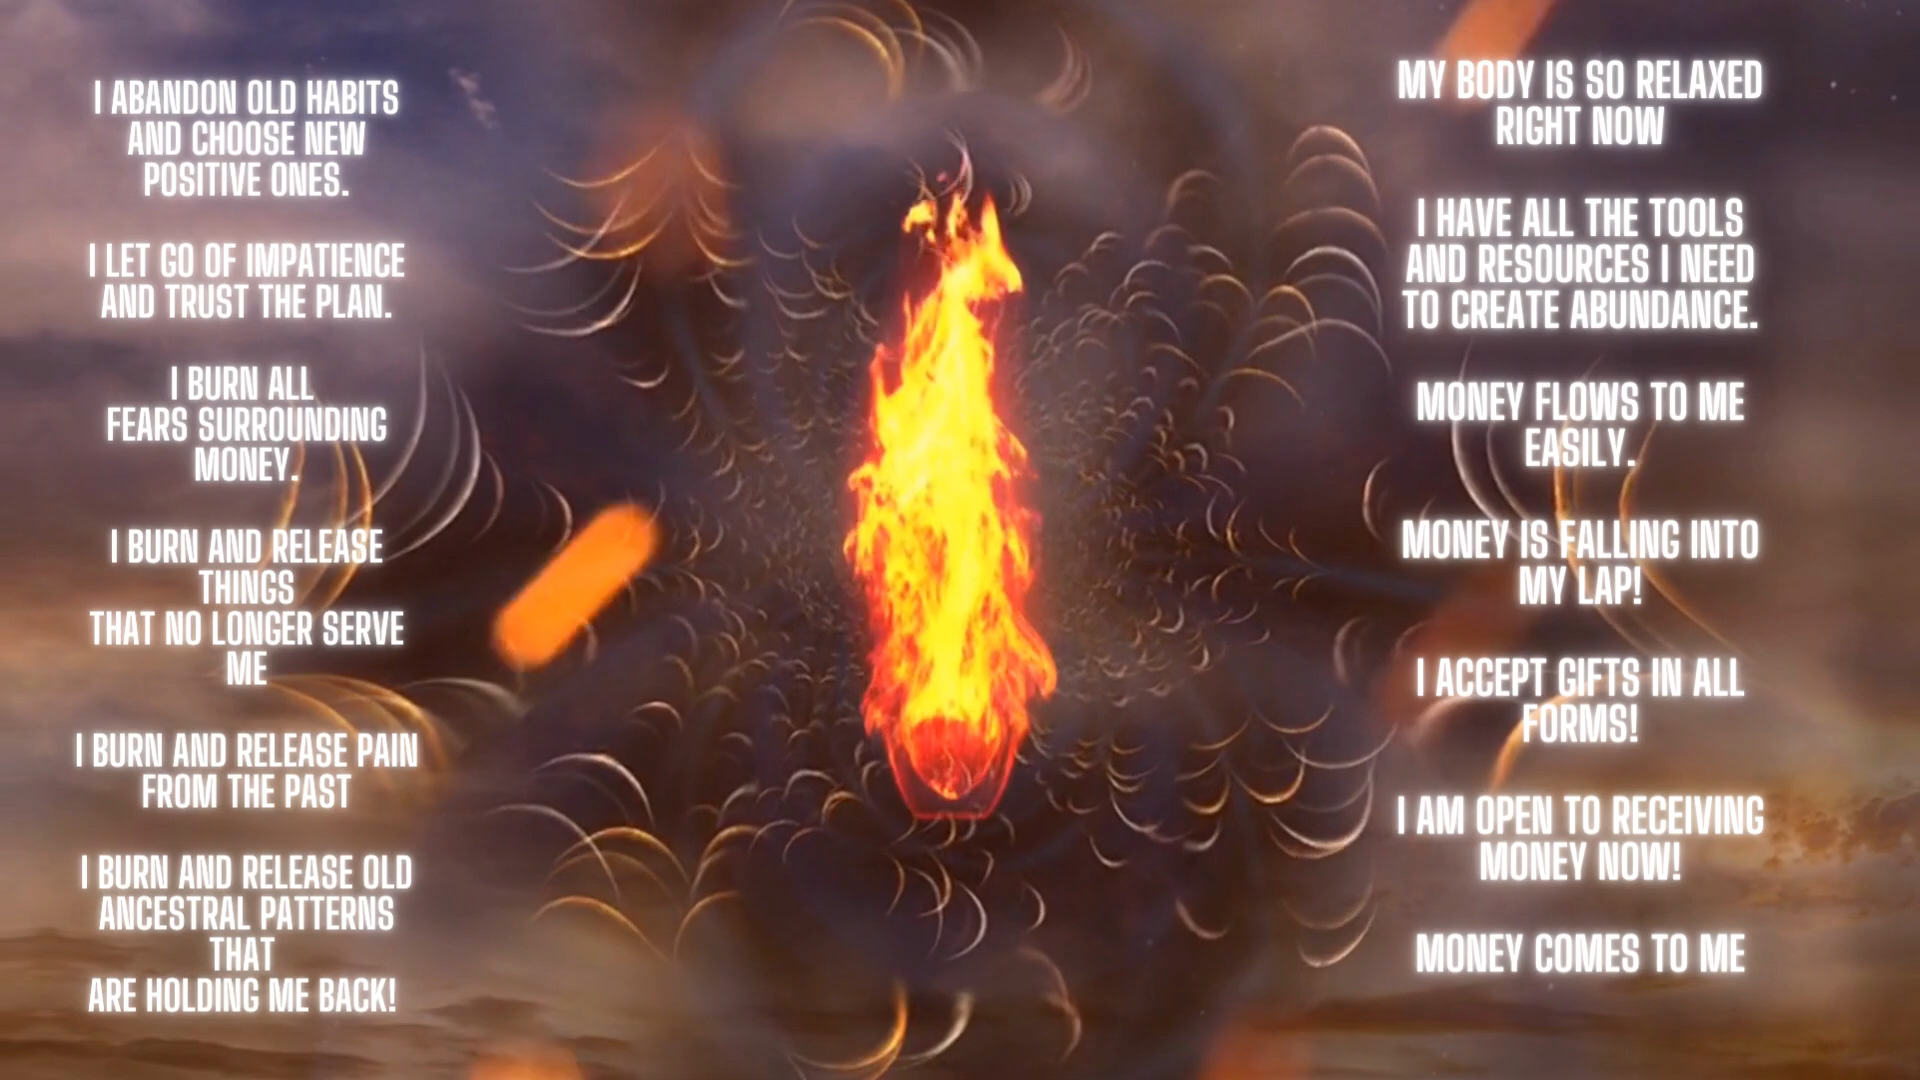 I ABANDON OLD HABITS
AND CHOOSE NEW
POSITIVE ONES.
I LET GO OF IMPATIENCE
AND TRUST THE PLAN.
I BURN ALL
FEARS SURROUNDING
MONEY.
I BURN AND RELEASE
THINGS
THAT NO LONGER SERVE
ME
I BURN AND RELEASE PAIN
FROM THE PAST
I BURN AND RELEASE OLD
ANCESTRAL PATTERNS
THAT
ARE HOLDING ME BACK!
MY BODY IS SO RELAXED
RIGHT NOW
I HAVE ALL THE TOOLS
AND RESOURCES I NEED
TO CREATE ABUNDANCE.
MONEY FLOWS TO ME
EASILY.
MONEY IS FALLING INTO
MY LAP!
I ACCEPT GIFTS IN ALL
FORMS!
I AM OPEN TO RECEIVING
MONEY NOW!
MONEY COMES TO ME